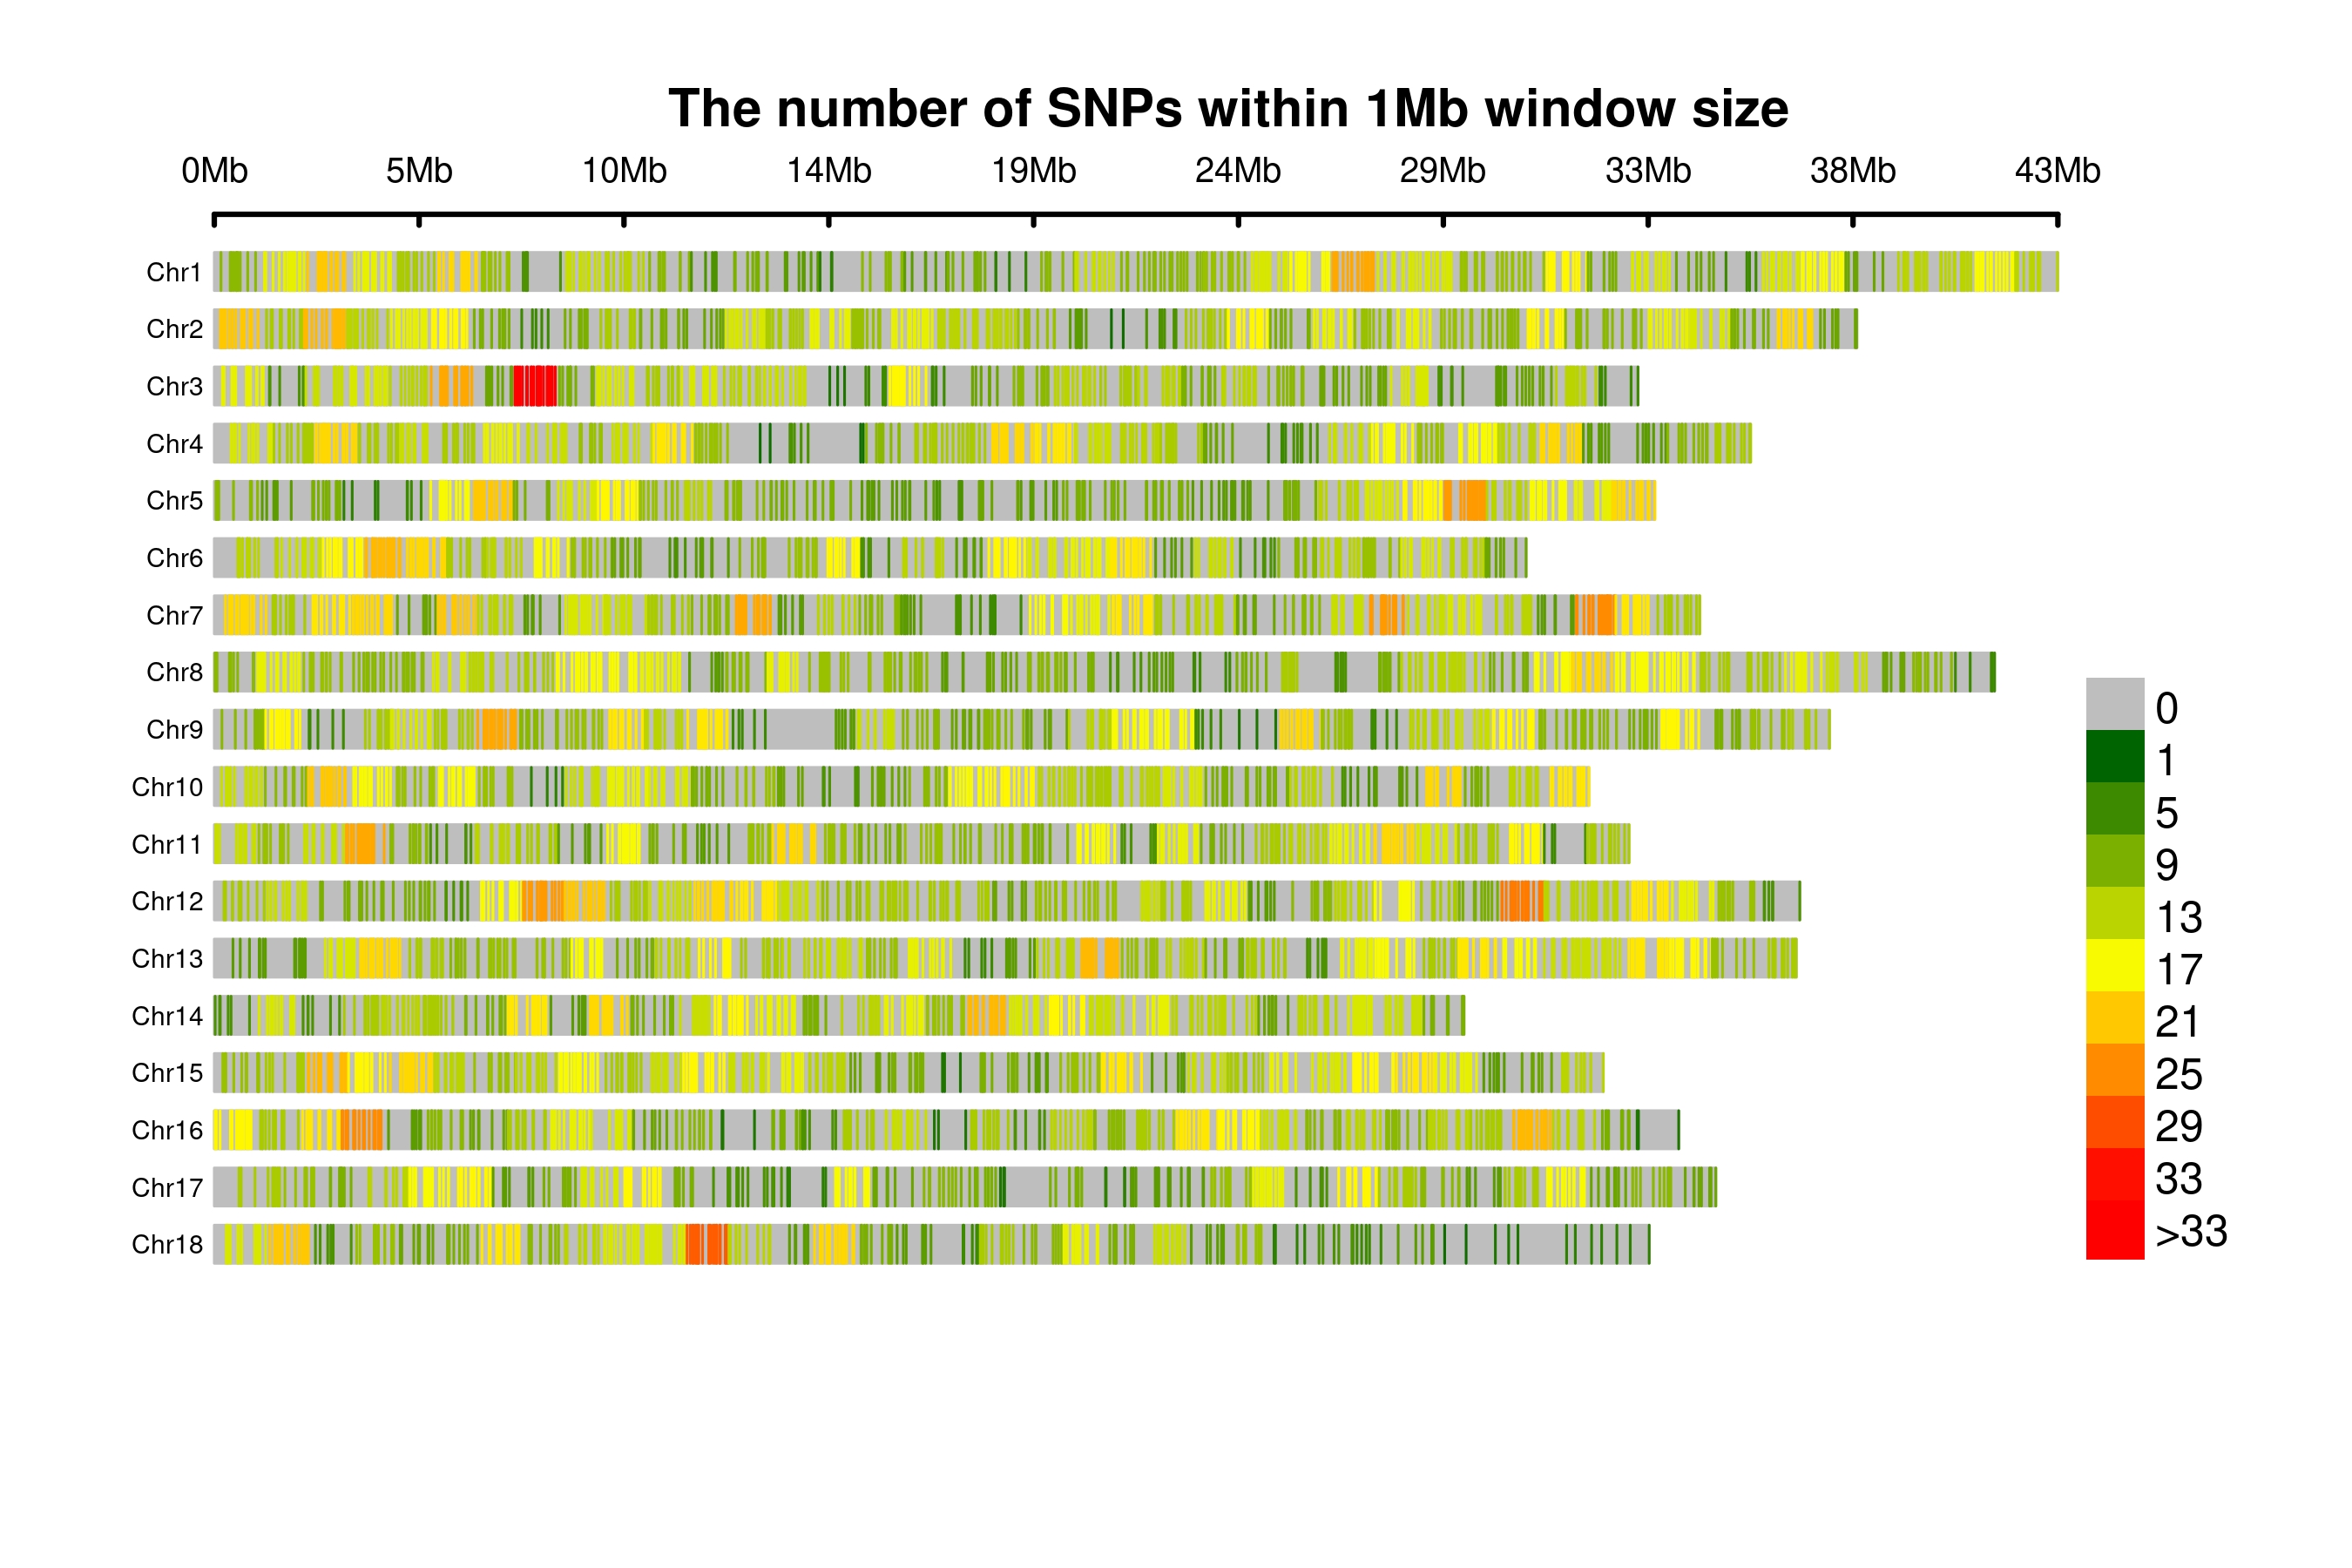 The number of SNPs within 1Mb window size
0Mb 5Mb 10Mb 14Mb 19Mb 24Mb 29Mb 33Mb 38Mb 43Mb
Chr1
Chr2
Chr3
Chr4
Chr5
Chr6
Chr7
Chr8
Chr9
Chr10
Chr11
Chr12
Chr13
Chr14
Chr15
Chr16
Chr17
Chr18
0
1
5
9
13
17
21
25
29
33
>33